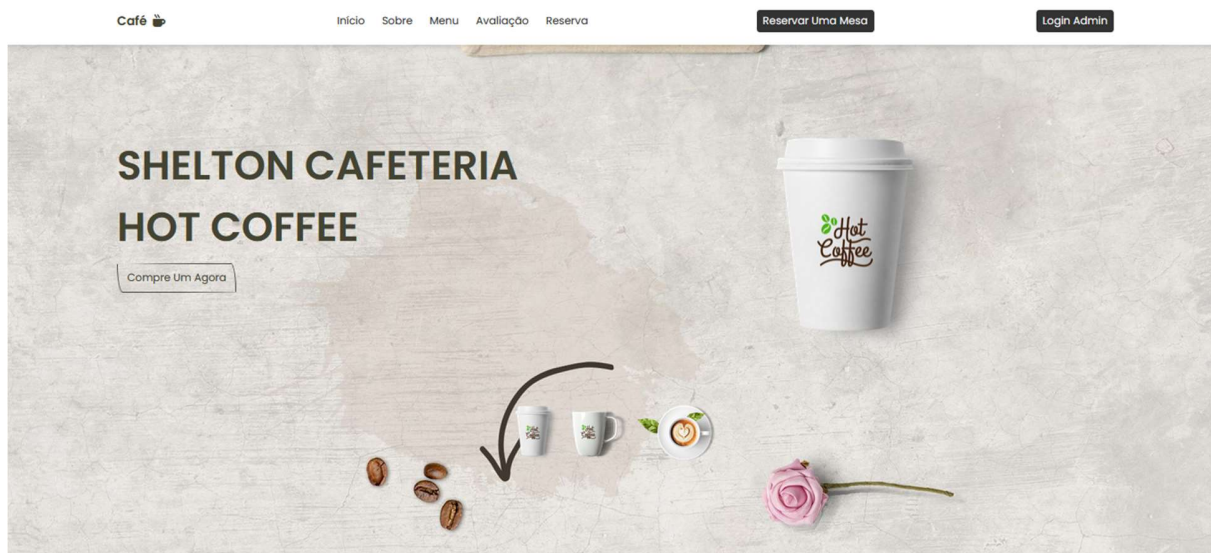 Café
Início
Sobre
Menu
Avaliação
Reserva
Reservar Uma Mesa
Login Admin
SHELTON CAFETERIA
HOT COFFEE
Compre Um Agora
Hot
Coffee